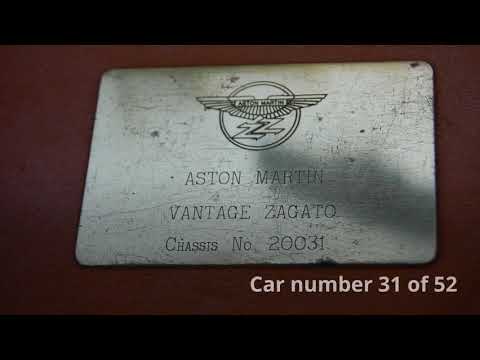 ASTON MARTIN
ASTON MARTIN
VANTAGE ZAGATO
Chassis No 20031
Car number 31 of 52